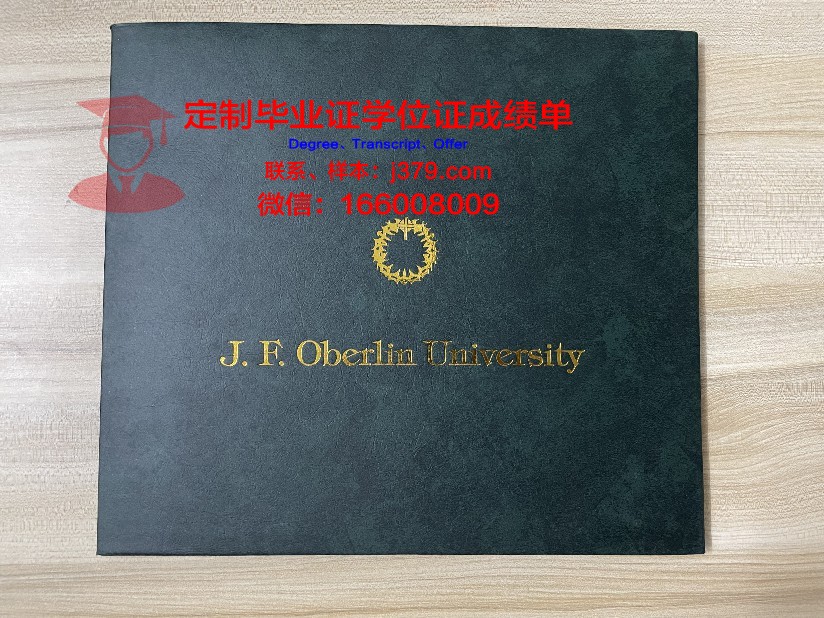 定制毕业证学位证成绩单
Degree、Transcript、Offer
联系、样本：j379.com
微信：166008009
J. F. Oberlin University